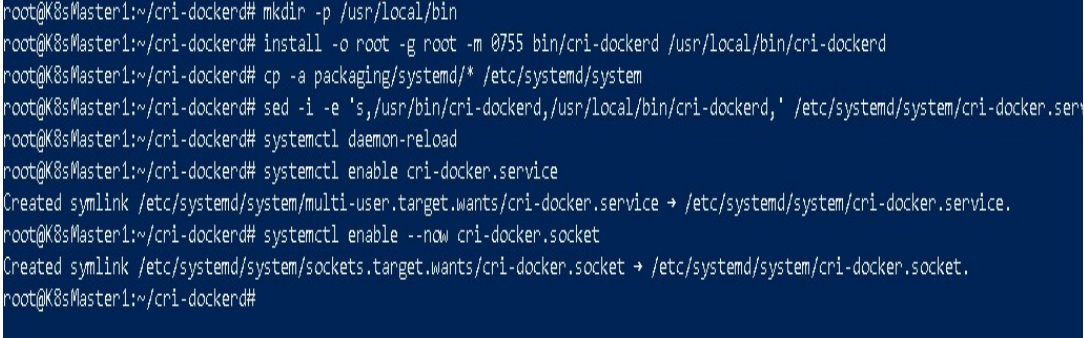 root@K8sMaster1:~/cri-dockerd# mkdir -p /usr/local/bin
root@K8sMaster1:~/cri-dockerd# install -o root -g root -m 0755 bin/cri-dockerd /usr/local/bin/cri-dockerd
root@K8sMaster1:~/cri-dockerd# cp -a packaging/systemd/* /etc/systemd/system
root@K8sMaster1:~/cri-dockerd# sed -i -e 's,/usr/bin/cri-dockerd,/usr/local/bin/cri-dockerd,' /etc/systemd/system/cri-docker.serv
root@K8sMaster1:~/cri-dockerd# systemctl daemon-reload
root@K8sMaster1:~/cri-dockerd# systemctl enable cri-docker.service
Created symlink /etc/systemd/system/multi-user.target.wants/cri-docker.service → /etc/systemd/system/cri-docker.service.
root@K8sMaster1:~/cri-dockerd# systemctl enable --now cri-docker.socket
Created symlink /etc/systemd/system/sockets.target.wants/cri-docker.socket → /etc/systemd/system/cri-docker.socket.
root@K8sMaster1:~/cri-dockerd#